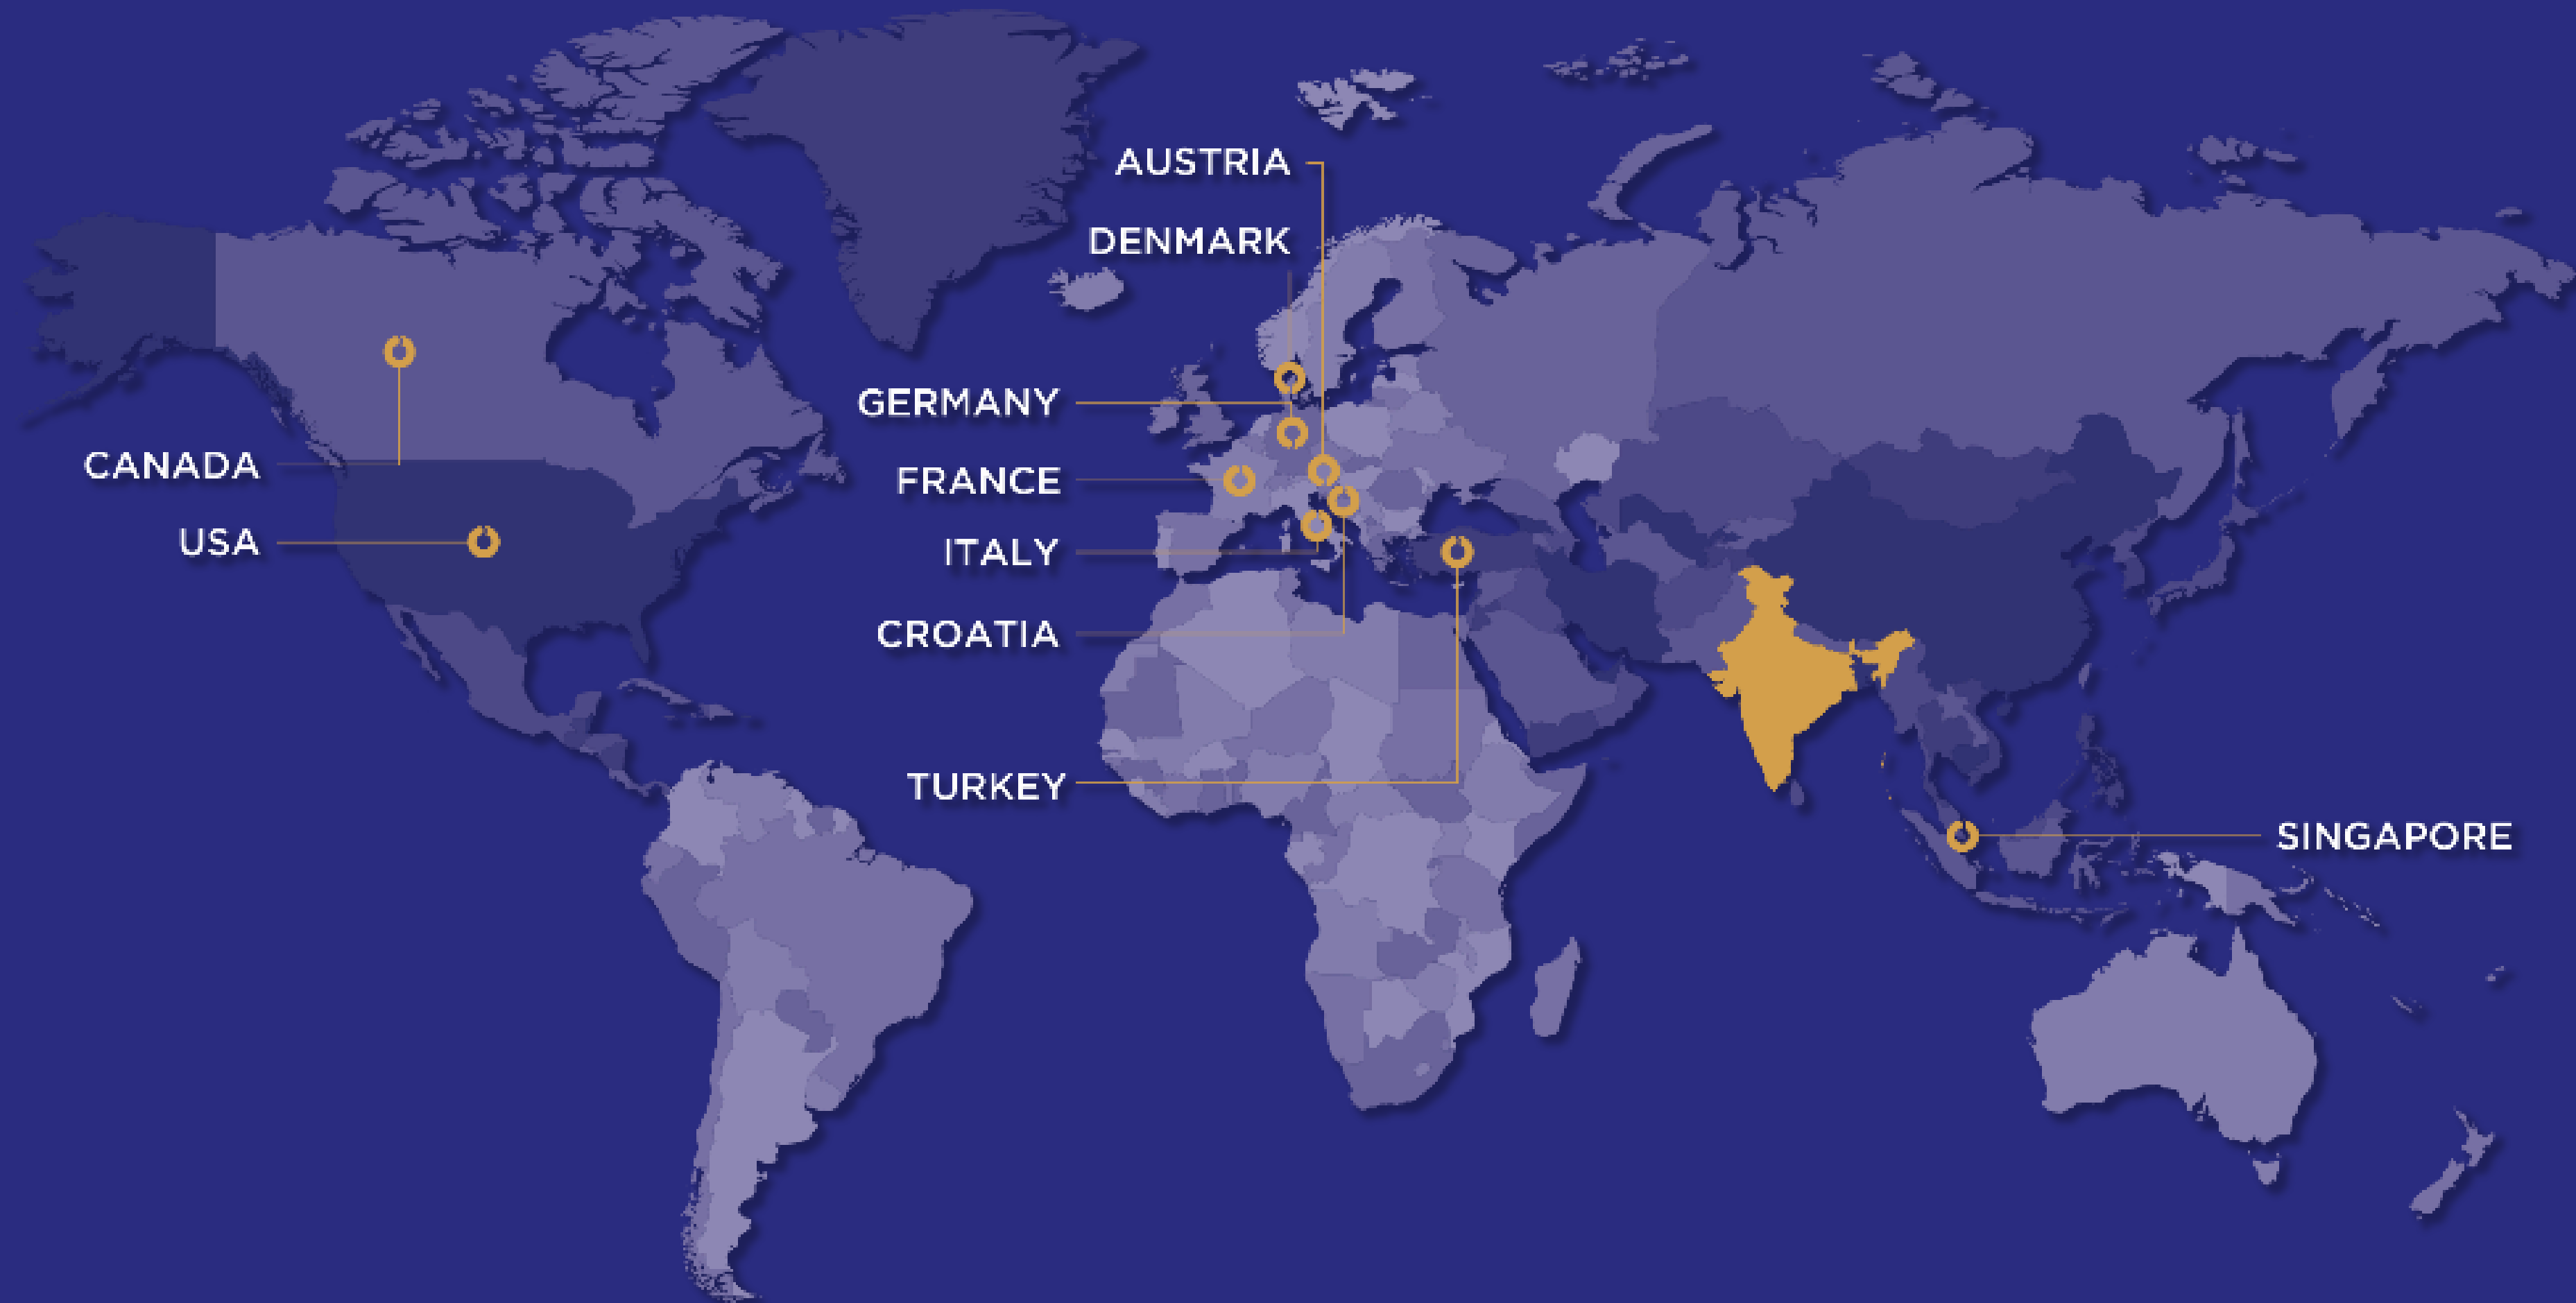 AUSTRIA
DENMARK
GERMANY
CANADA
FRANCE
USA
ITALY
CROATIA
TURKEY
SINGAPORE